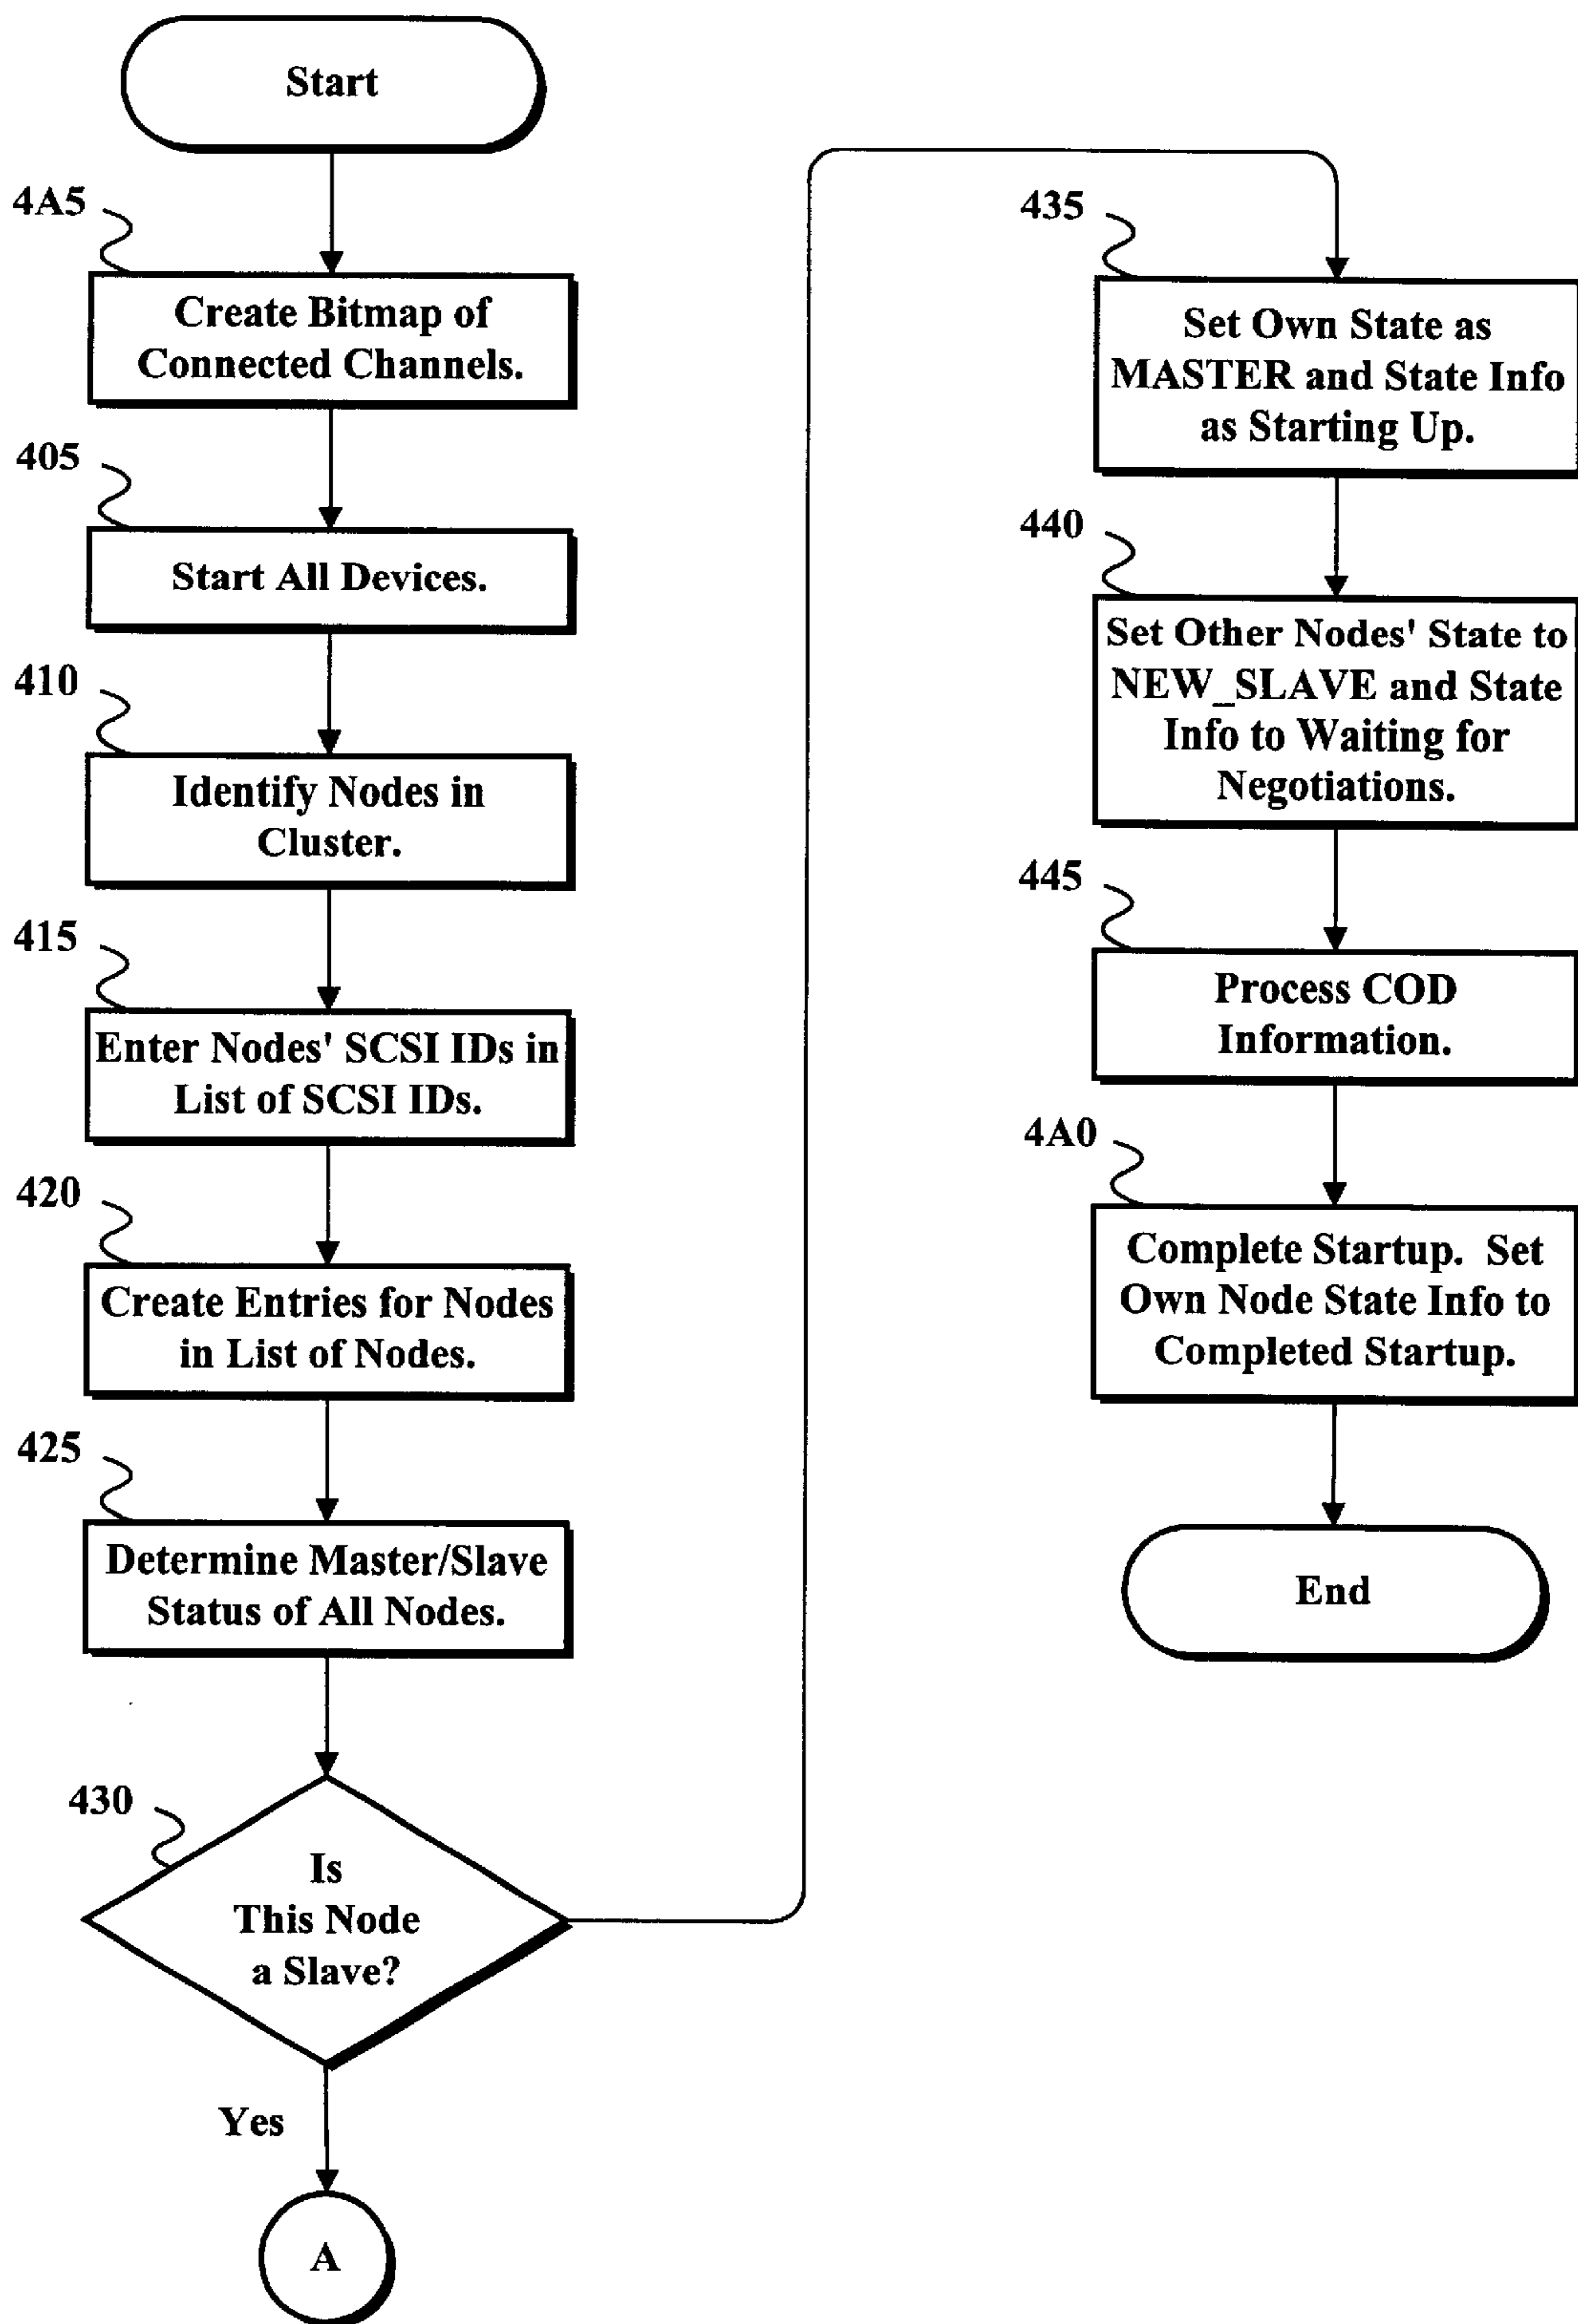 Start
4A5
Create Bitmap of
Connected Channels.
405
Start All Devices.
410
Identify Nodes in
Cluster.
415
Enter Nodes' SCSI IDs in
List of SCSI IDs.
420
Create Entries for Nodes
in List of Nodes.
425
Determine Master/Slave
Status of All Nodes.
430
Is
This Node
a Slave?
Yes
A
435
Set Own State as
MASTER and State Info
as Starting Up.
440
Set Other Nodes' State to
NEW_SLAVE and State
Info to Waiting for
Negotiations.
445
Process COD
Information.
4A0
Complete Startup. Set
Own Node State Info to
Completed Startup.
End